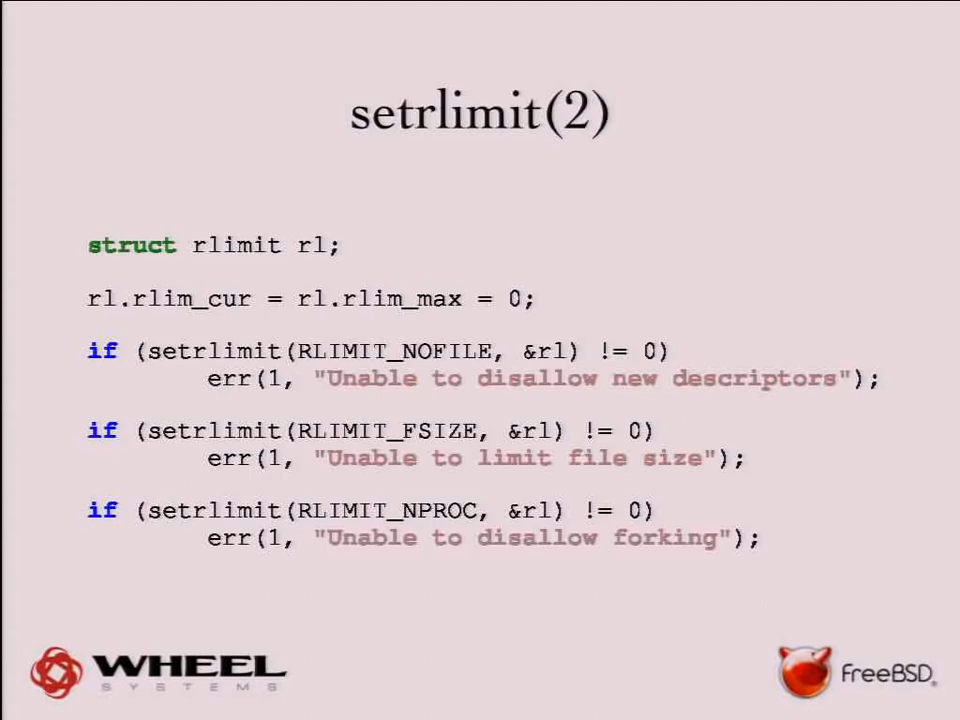 setrlimit(2)
struct rlimit rl;
rl.rlim_cur = rl.rlim_max = 0;
if (setrlimit(RLIMIT_NOFILE, &rl) != 0)
err(1, "Unable to disallow new descriptors");
if (setrlimit(RLIMIT_FSIZE, &rl) != 0)
err(1, "Unable to limit file size");
if (setrlimit(RLIMIT_NPROC, &rl) != 0)
err(1, "Unable to disallow forking");
WHEEL
SYSTEMS
FreeBSD